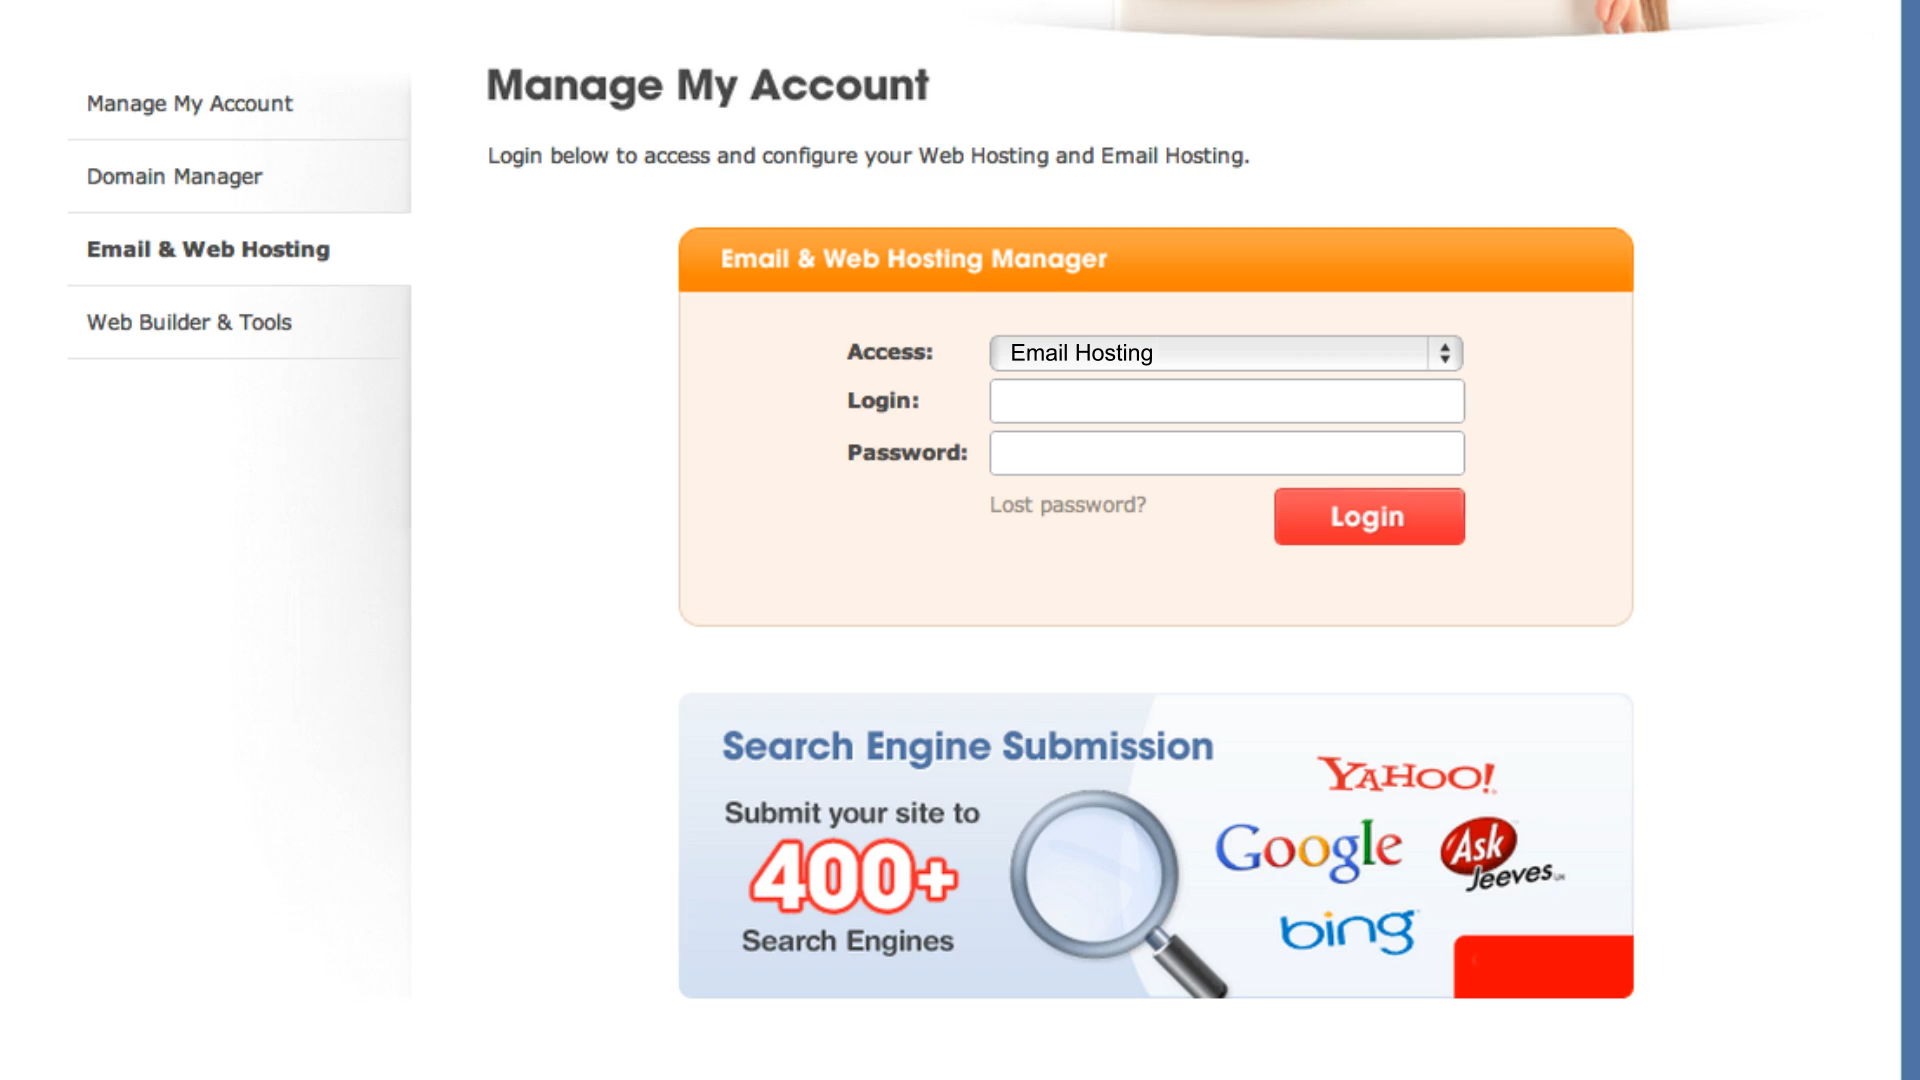 Manage My Account
Domain Manager
Email & Web Hosting
Web Builder & Tools
Manage My Account
Login below to access and configure your Web Hosting and Email Hosting.
Email & Web Hosting Manager
Access: Email Hosting
Login:
Password:
Lost password?
Login
Search Engine Submission
Submit your site to
400+
Search Engines
YAHOO!
Google
Ask
Jeeves
bing